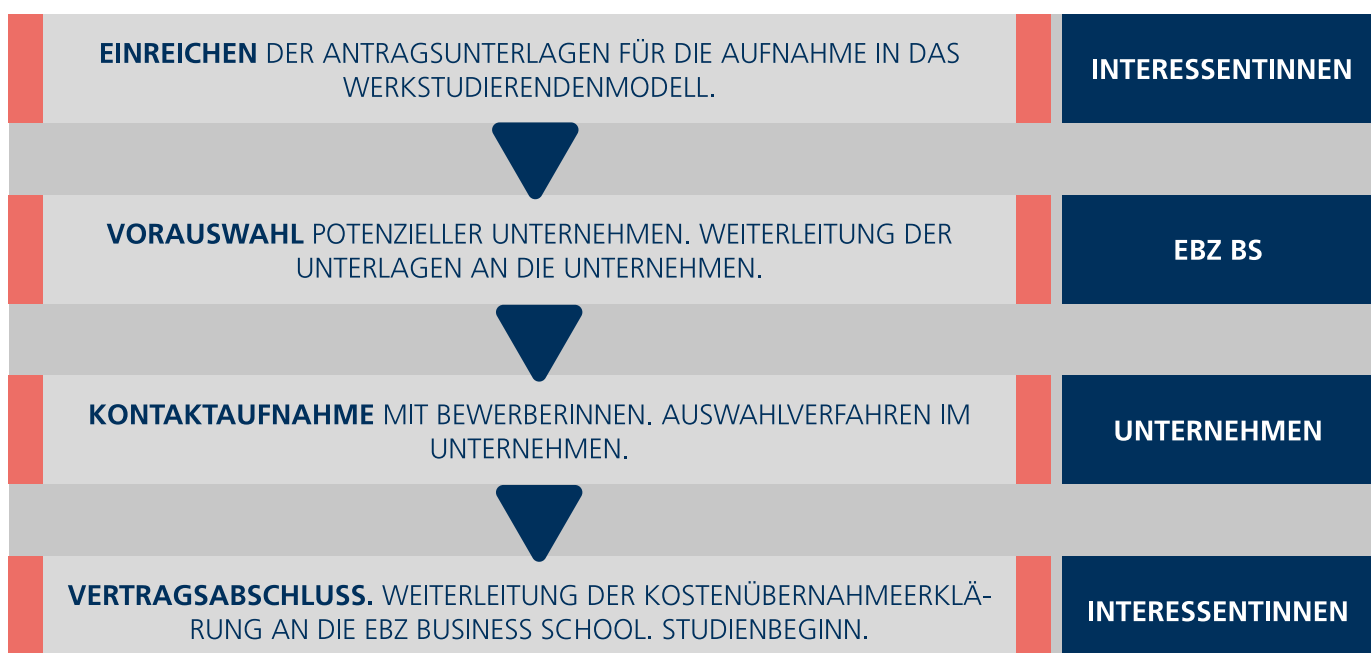 EINREICHEN DER ANTRAGSUNTERLAGEN FÜR DIE AUFNAHME IN DAS
WERKSTUDIERENDENMODELL.
INTERESSENTINNEN
VORAUSWAHL POTENZIELLER UNTERNEHMEN. WEITERLEITUNG DER
UNTERLAGEN AN DIE UNTERNEHMEN.
EBZ BS
KONTAKTAUFNAHME MIT BEWERBERINNEN. AUSWAHLVERFAHREN IM
UNTERNEHMEN.
UNTERNEHMEN
VERTRAGSABSCHLUSS. WEITERLEITUNG DER KOSTENÜBERNAHMEERKLÄ-
RUNG AN DIE EBZ BUSINESS SCHOOL. STUDIENBEGINN.
INTERESSENTINNEN